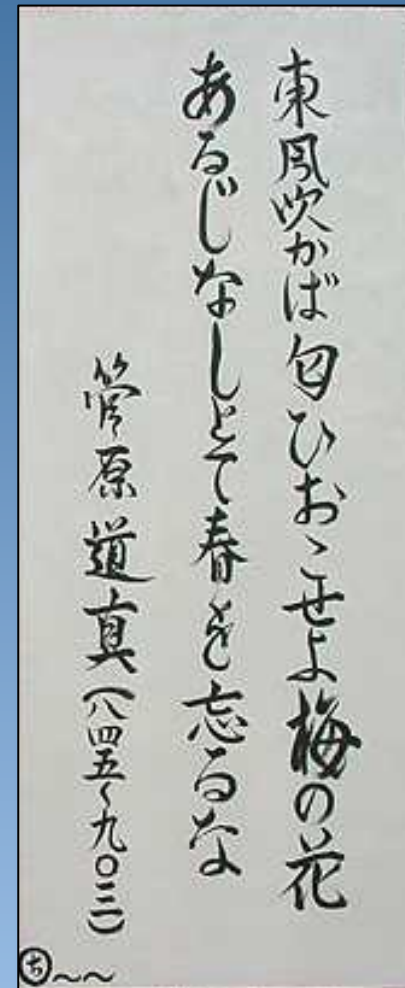 東風吹かば匂ひおこせよ梅の花
あるじなしとて春を忘るな
菅原道真(八四五～九〇三)
ち